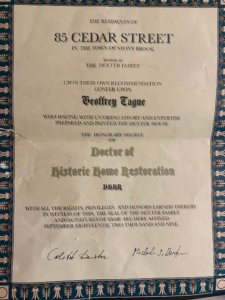 THE RESIDENTS OF
85 CEDAR STREET
IN THE TOWN OF STONY BROOK
KNOWN AS
THE DEXTER FAMILY
UPON THEIR OWN RECOMMENDATION
CONFER UPON
Geoffrey Tague
WHO HAVING WITH UNTIRING EFFORT AND EXPERTISE
PREPARED AND PAINTED THE DEXTER HOUSE
THE HONORARY DEGREE
OF
Doctor of
Historic Home Restoration
WITH ALL THE RIGHTS, PRIVILEGES, AND HONORS EARNED THEREBY
IN WITNESS OF THIS, THE SEAL OF THE DEXTER FAMILY
AND SIGNATURES OF SAME ARE HERE AFFIXED
SEPTEMBER EIGHTEENTH, TWO THOUSAND AND NINE.